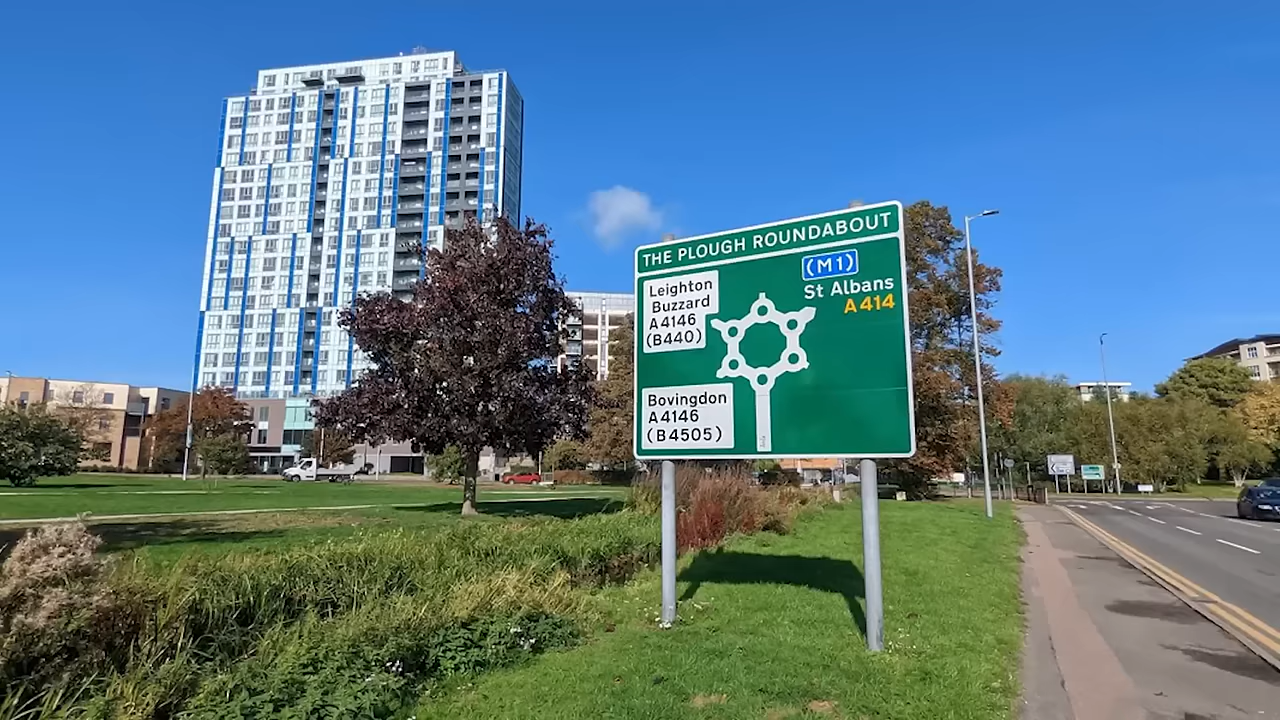 THE PLOUGH ROUNDABOUT
(M1)
St Albans
A414
Leighton
Buzzard
A4146
(B440)
Bovingdon
A4146
(B4505)